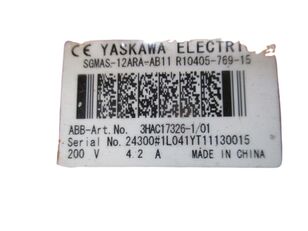 CE YASKAWA ELECTRIC
SGMAS-12ARA-AB11 R10405-769-15
ABB-Art.No. 3HAC17326-1/01
Serial No. 24300#1L041YT11130015
200 V 4.2 A MADE IN CHINA